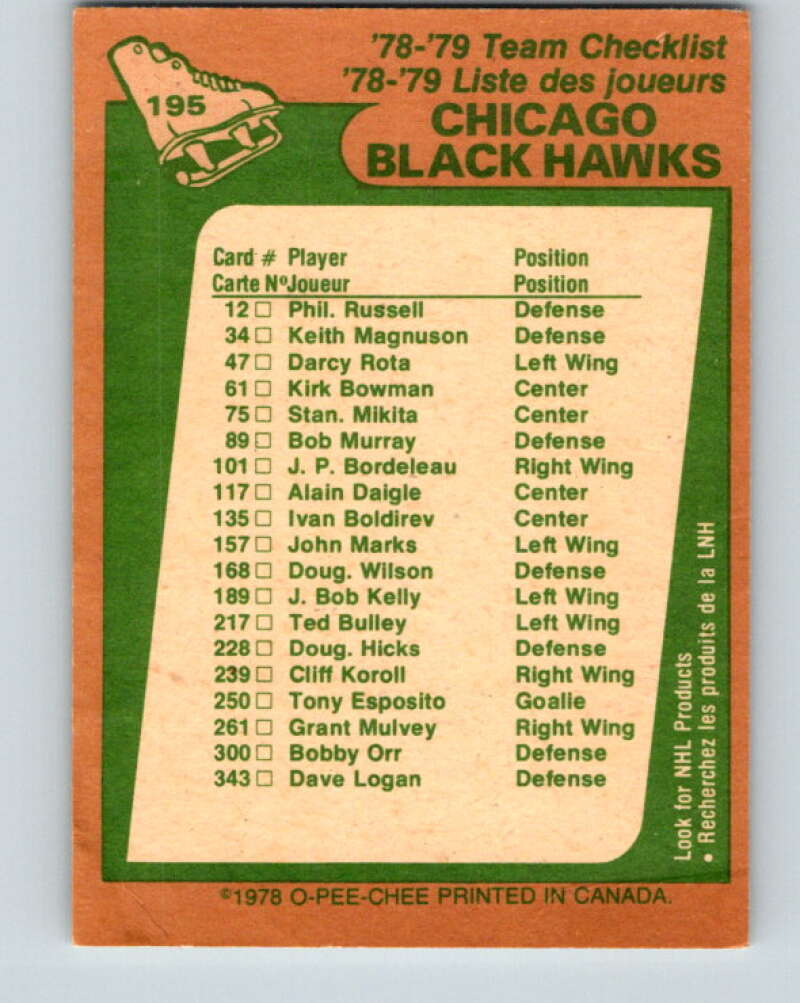 195
'78-'79 Team Checklist
'78-'79 Liste des joueurs
CHICAGO
BLACK HAWKS
Card # Player Position
Carte Nº Joueur Position
12 □ Phil. Russell Defense
34 □ Keith Magnuson Defense
47 □ Darcy Rota Left Wing
61 □ Kirk Bowman Center
75 □ Stan. Mikita Center
89 □ Bob Murray Defense
101 □ J. P. Bordeleau Right Wing
117 □ Alain Daigle Center
135 □ Ivan Boldirev Center
157 □ John Marks Left Wing
168 □ Doug. Wilson Defense
189 □ J. Bob Kelly Left Wing
217 □ Ted Bulley Left Wing
228 □ Doug. Hicks Defense
239 □ Cliff Koroll Right Wing
250 □ Tony Esposito Goalie
261 □ Grant Mulvey Right Wing
300 □ Bobby Orr Defense
343 □ Dave Logan Defense
Look for NHL Products
• Recherchez les produits de la LNH
©1978 O-PEE-CHEE PRINTED IN CANADA.